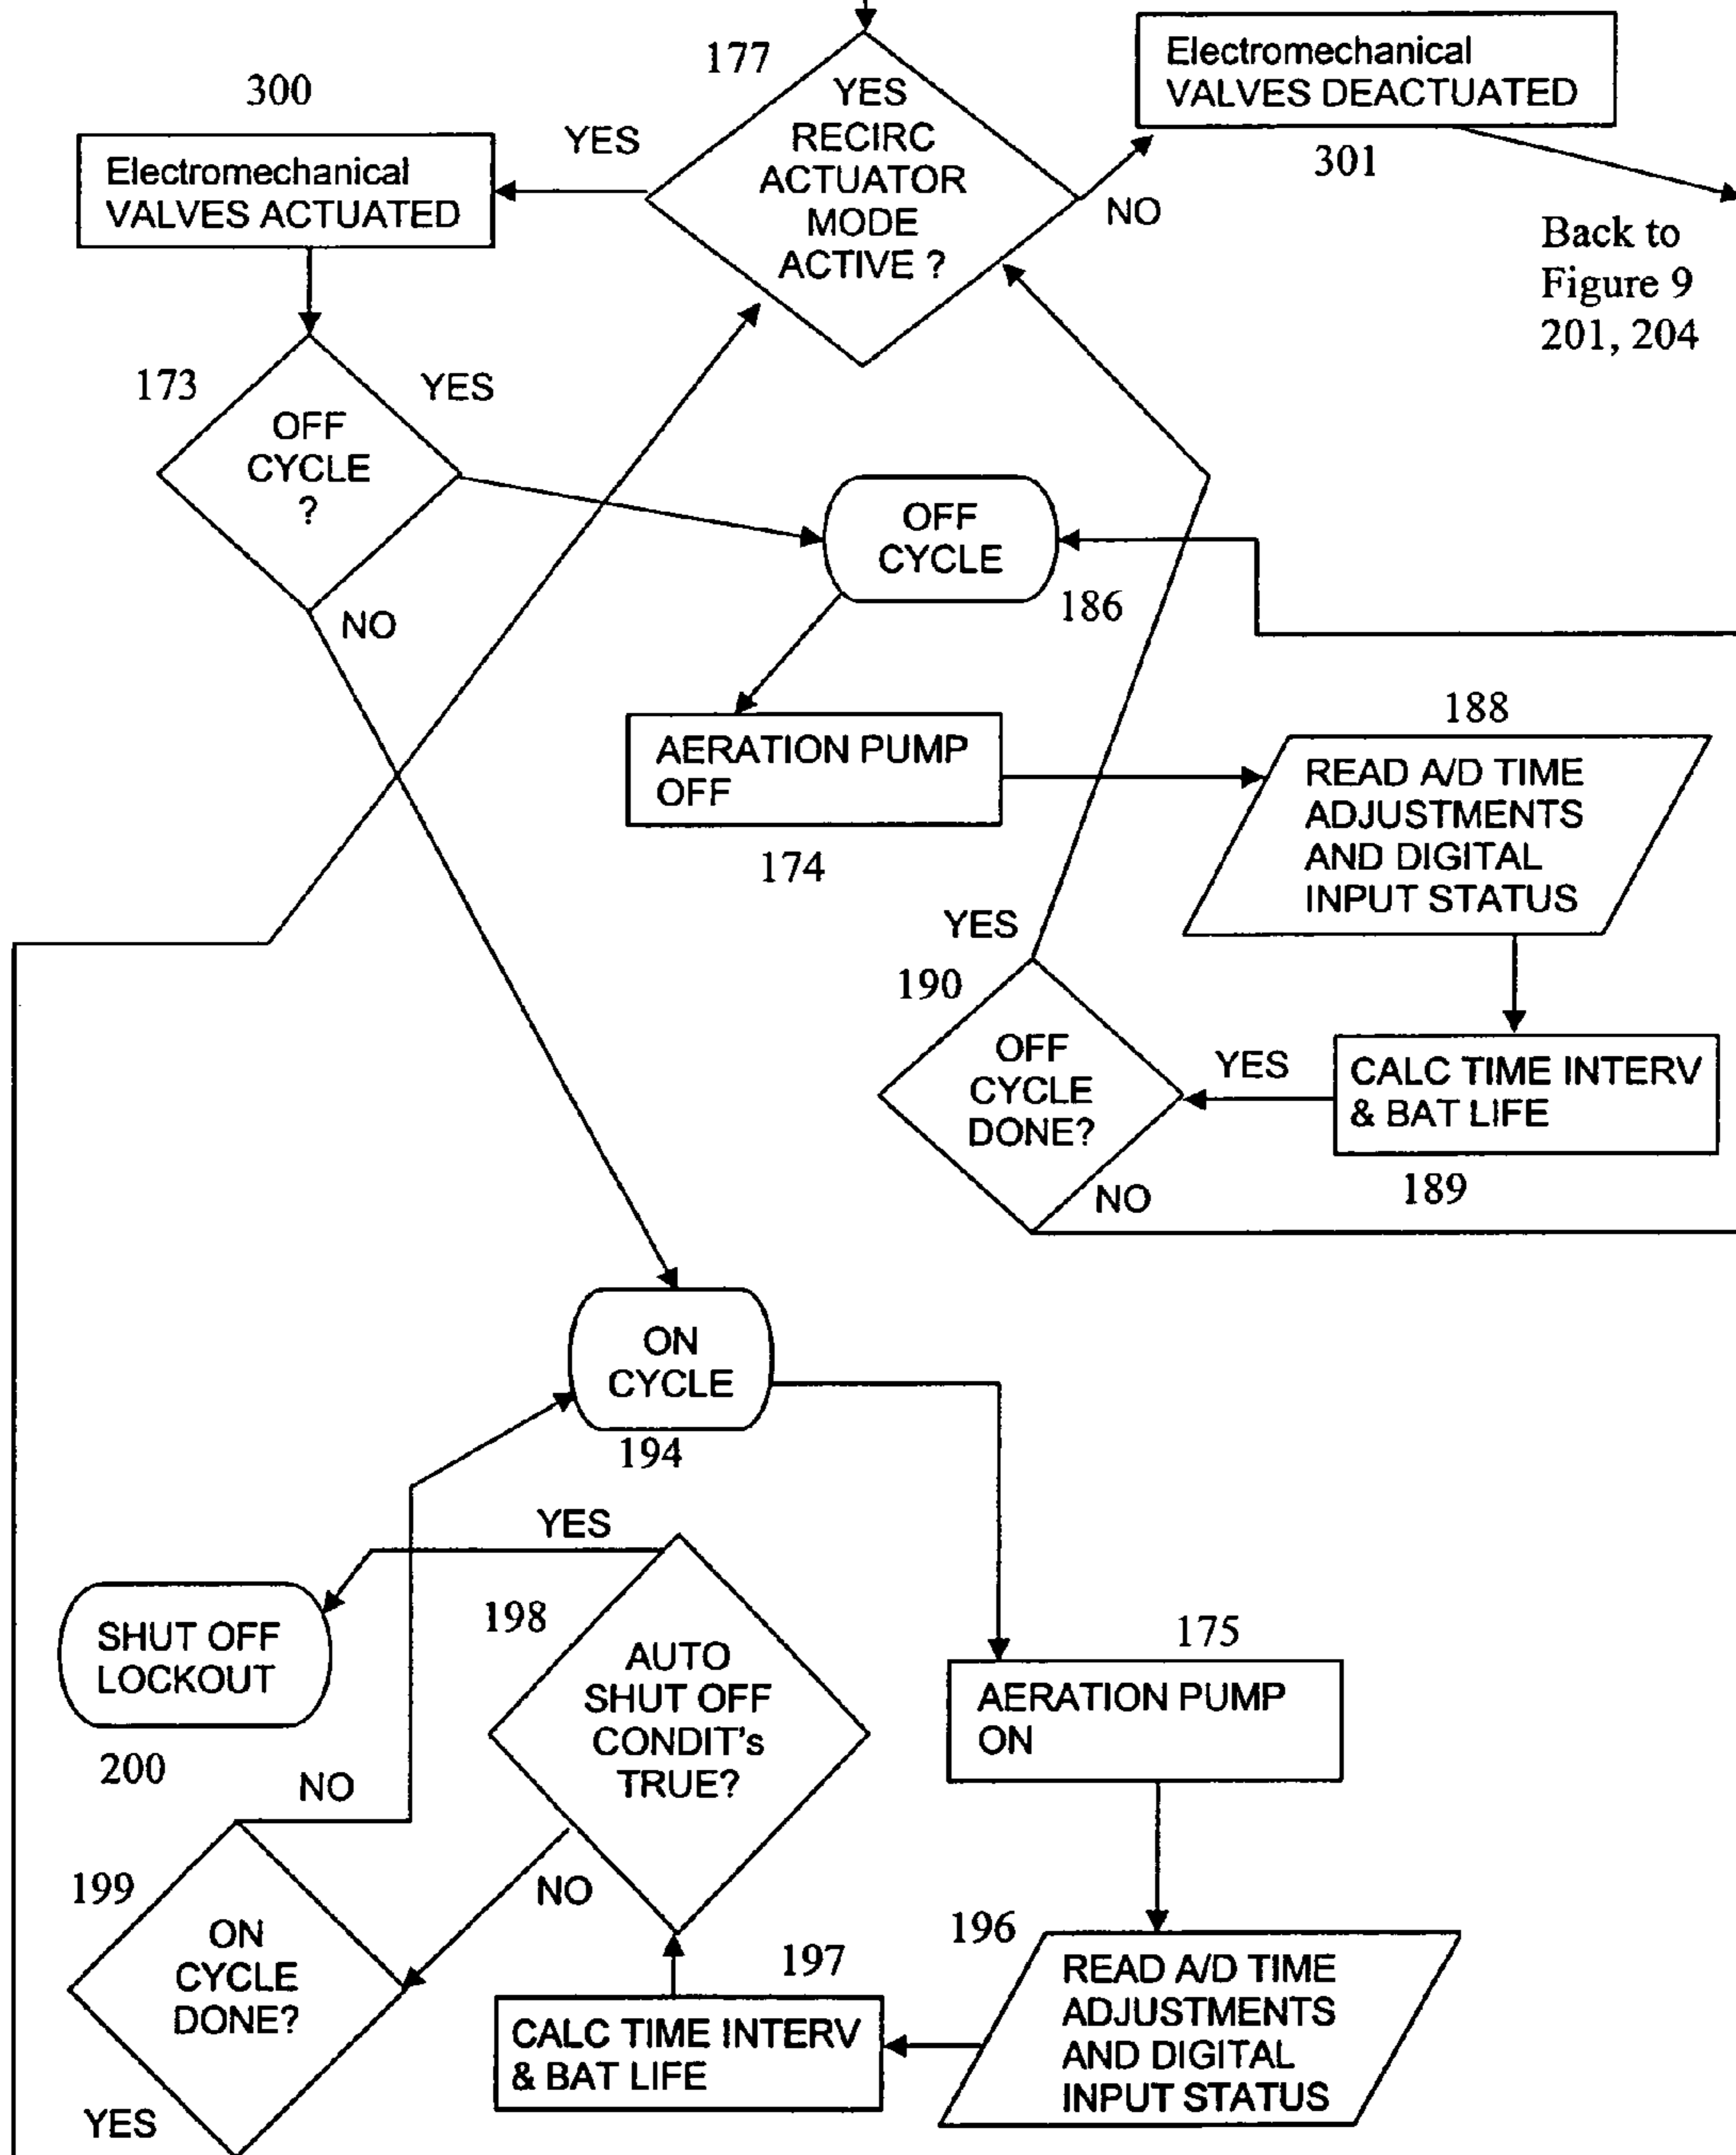 177
YES
RECIRC
ACTUATOR
MODE
ACTIVE ?
Electromechanical
VALVES DEACTUATED
301
NO
Back to
Figure 9
201, 204
YES
300
Electromechanical
VALVES ACTUATED
173
YES
OFF
CYCLE
?
NO
OFF
CYCLE
186
AERATION PUMP
OFF
174
188
READ A/D TIME
ADJUSTMENTS
AND DIGITAL
INPUT STATUS
YES
190
OFF
CYCLE
DONE?
YES
CALC TIME INTERV
& BAT LIFE
189
NO
ON
CYCLE
194
YES
SHUT OFF
LOCKOUT
200
198
AUTO
SHUT OFF
CONDIT's
TRUE?
175
AERATION PUMP
ON
NO
199
ON
CYCLE
DONE?
NO
YES
197
CALC TIME INTERV
& BAT LIFE
196
READ A/D TIME
ADJUSTMENTS
AND DIGITAL
INPUT STATUS